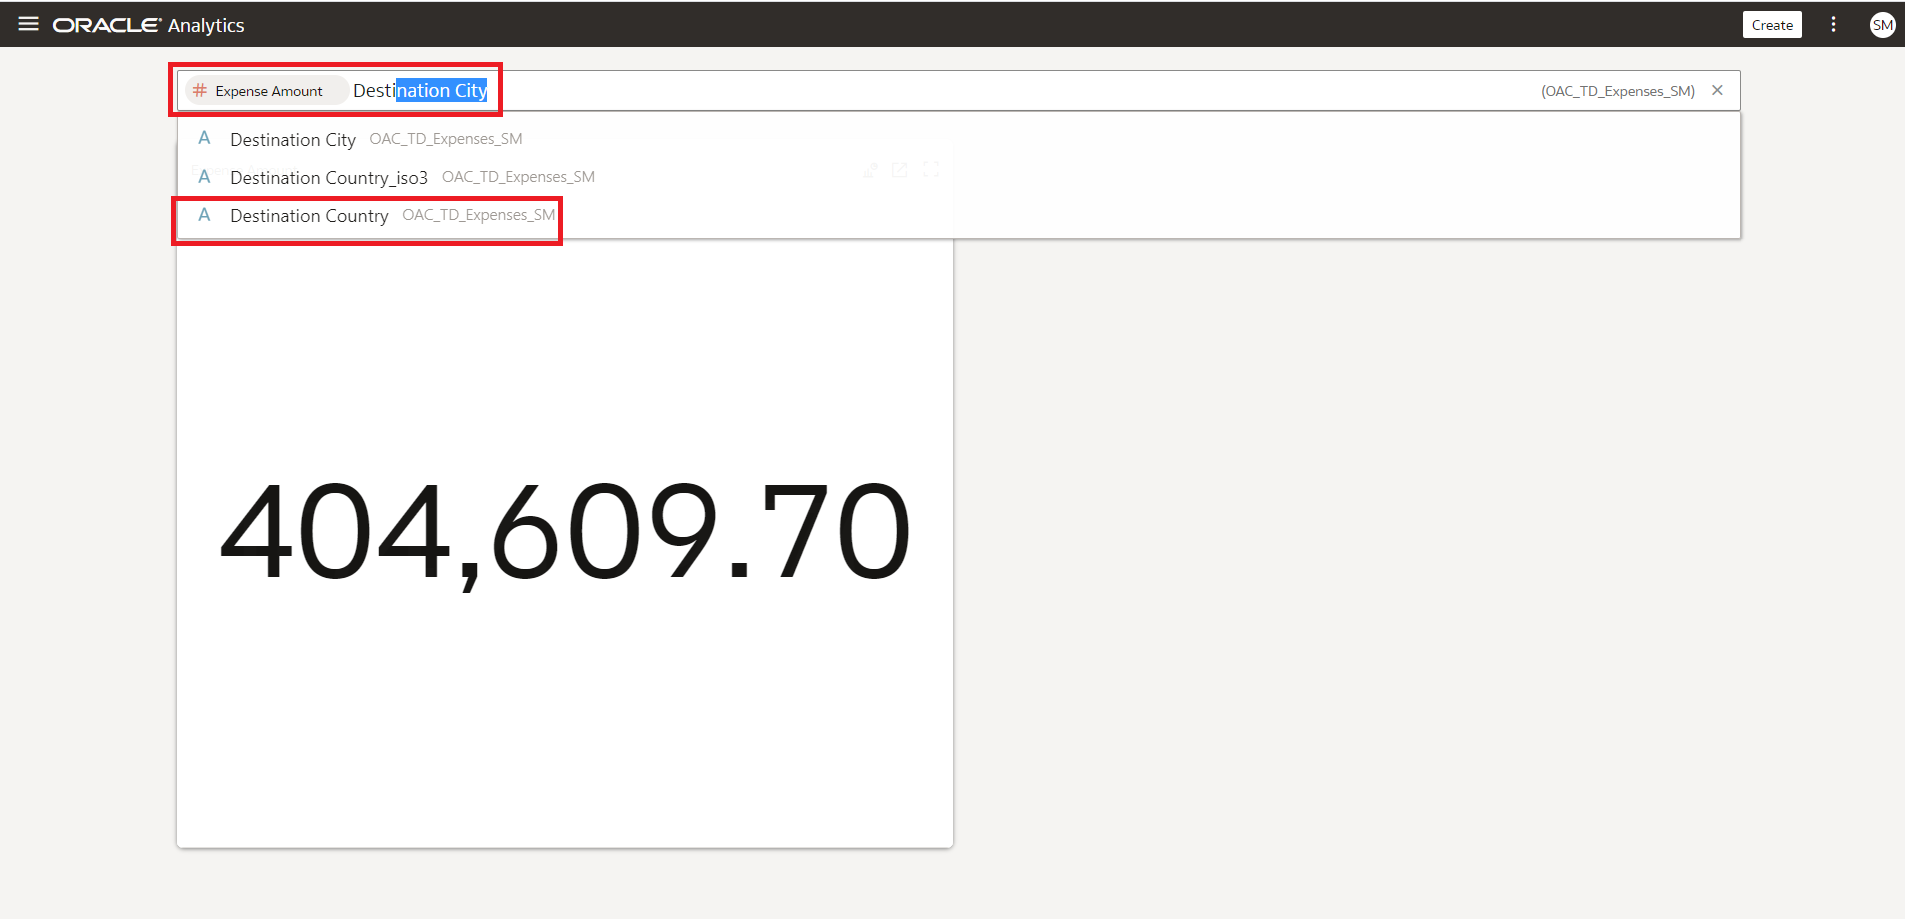 ORACLE Analytics Create SM
# Expense Amount Destination City (OAC_TD_Expenses_SM) ×
A Destination City OAC_TD_Expenses_SM
A Destination Country_iso3 OAC_TD_Expenses_SM
A Destination Country OAC_TD_Expenses_SM
404,609.70